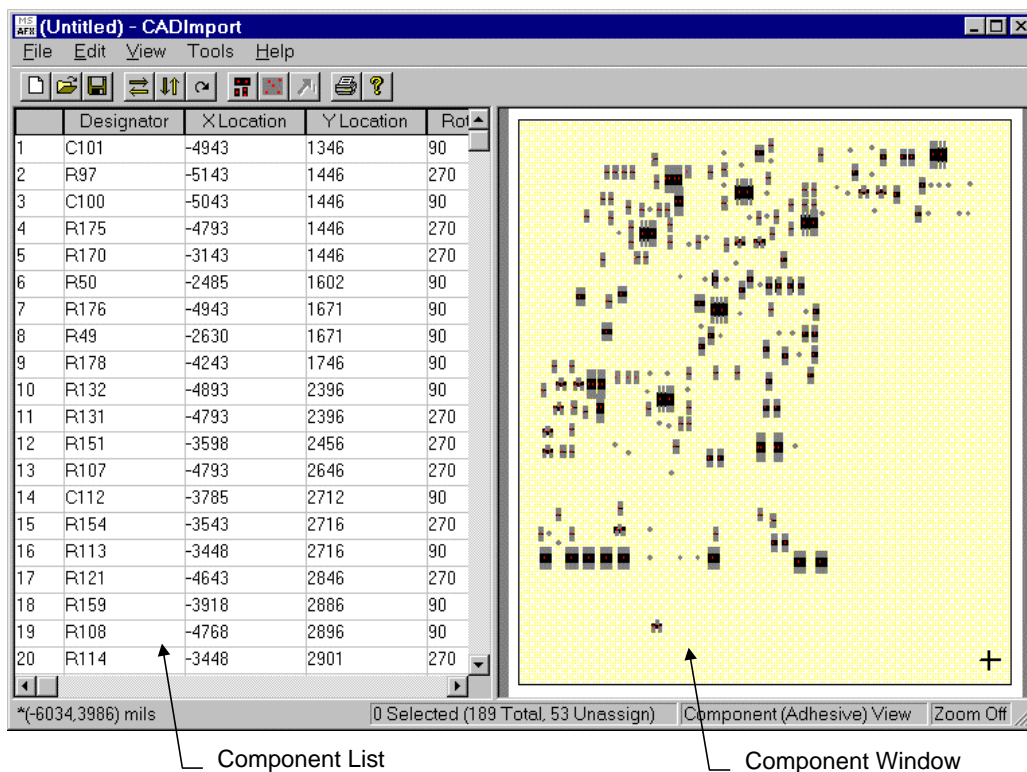 MS AFX (Untitled) - CADImport
File Edit View Tools Help
Designator X Location Y Location Rot
1 C101 -4943 1346 90
2 R97 -5143 1446 270
3 C100 -5043 1446 90
4 R175 -4793 1446 270
5 R170 -3143 1446 270
6 R50 -2485 1602 90
7 R176 -4943 1671 270
8 R49 -2630 1671 90
9 R178 -4243 1746 90
10 R132 -4893 2396 90
11 R131 -4793 2396 270
12 R151 -3598 2456 270
13 R107 -4793 2646 270
14 C112 -3785 2712 90
15 R154 -3543 2716 270
16 R113 -3448 2716 90
17 R121 -4643 2846 270
18 R159 -3918 2886 90
19 R108 -4768 2896 90
20 R114 -3448 2901 270
*(-6034,3986) mils 0 Selected (189 Total, 53 Unassign) Component (Adhesive) View Zoom Off
Component List Component Window